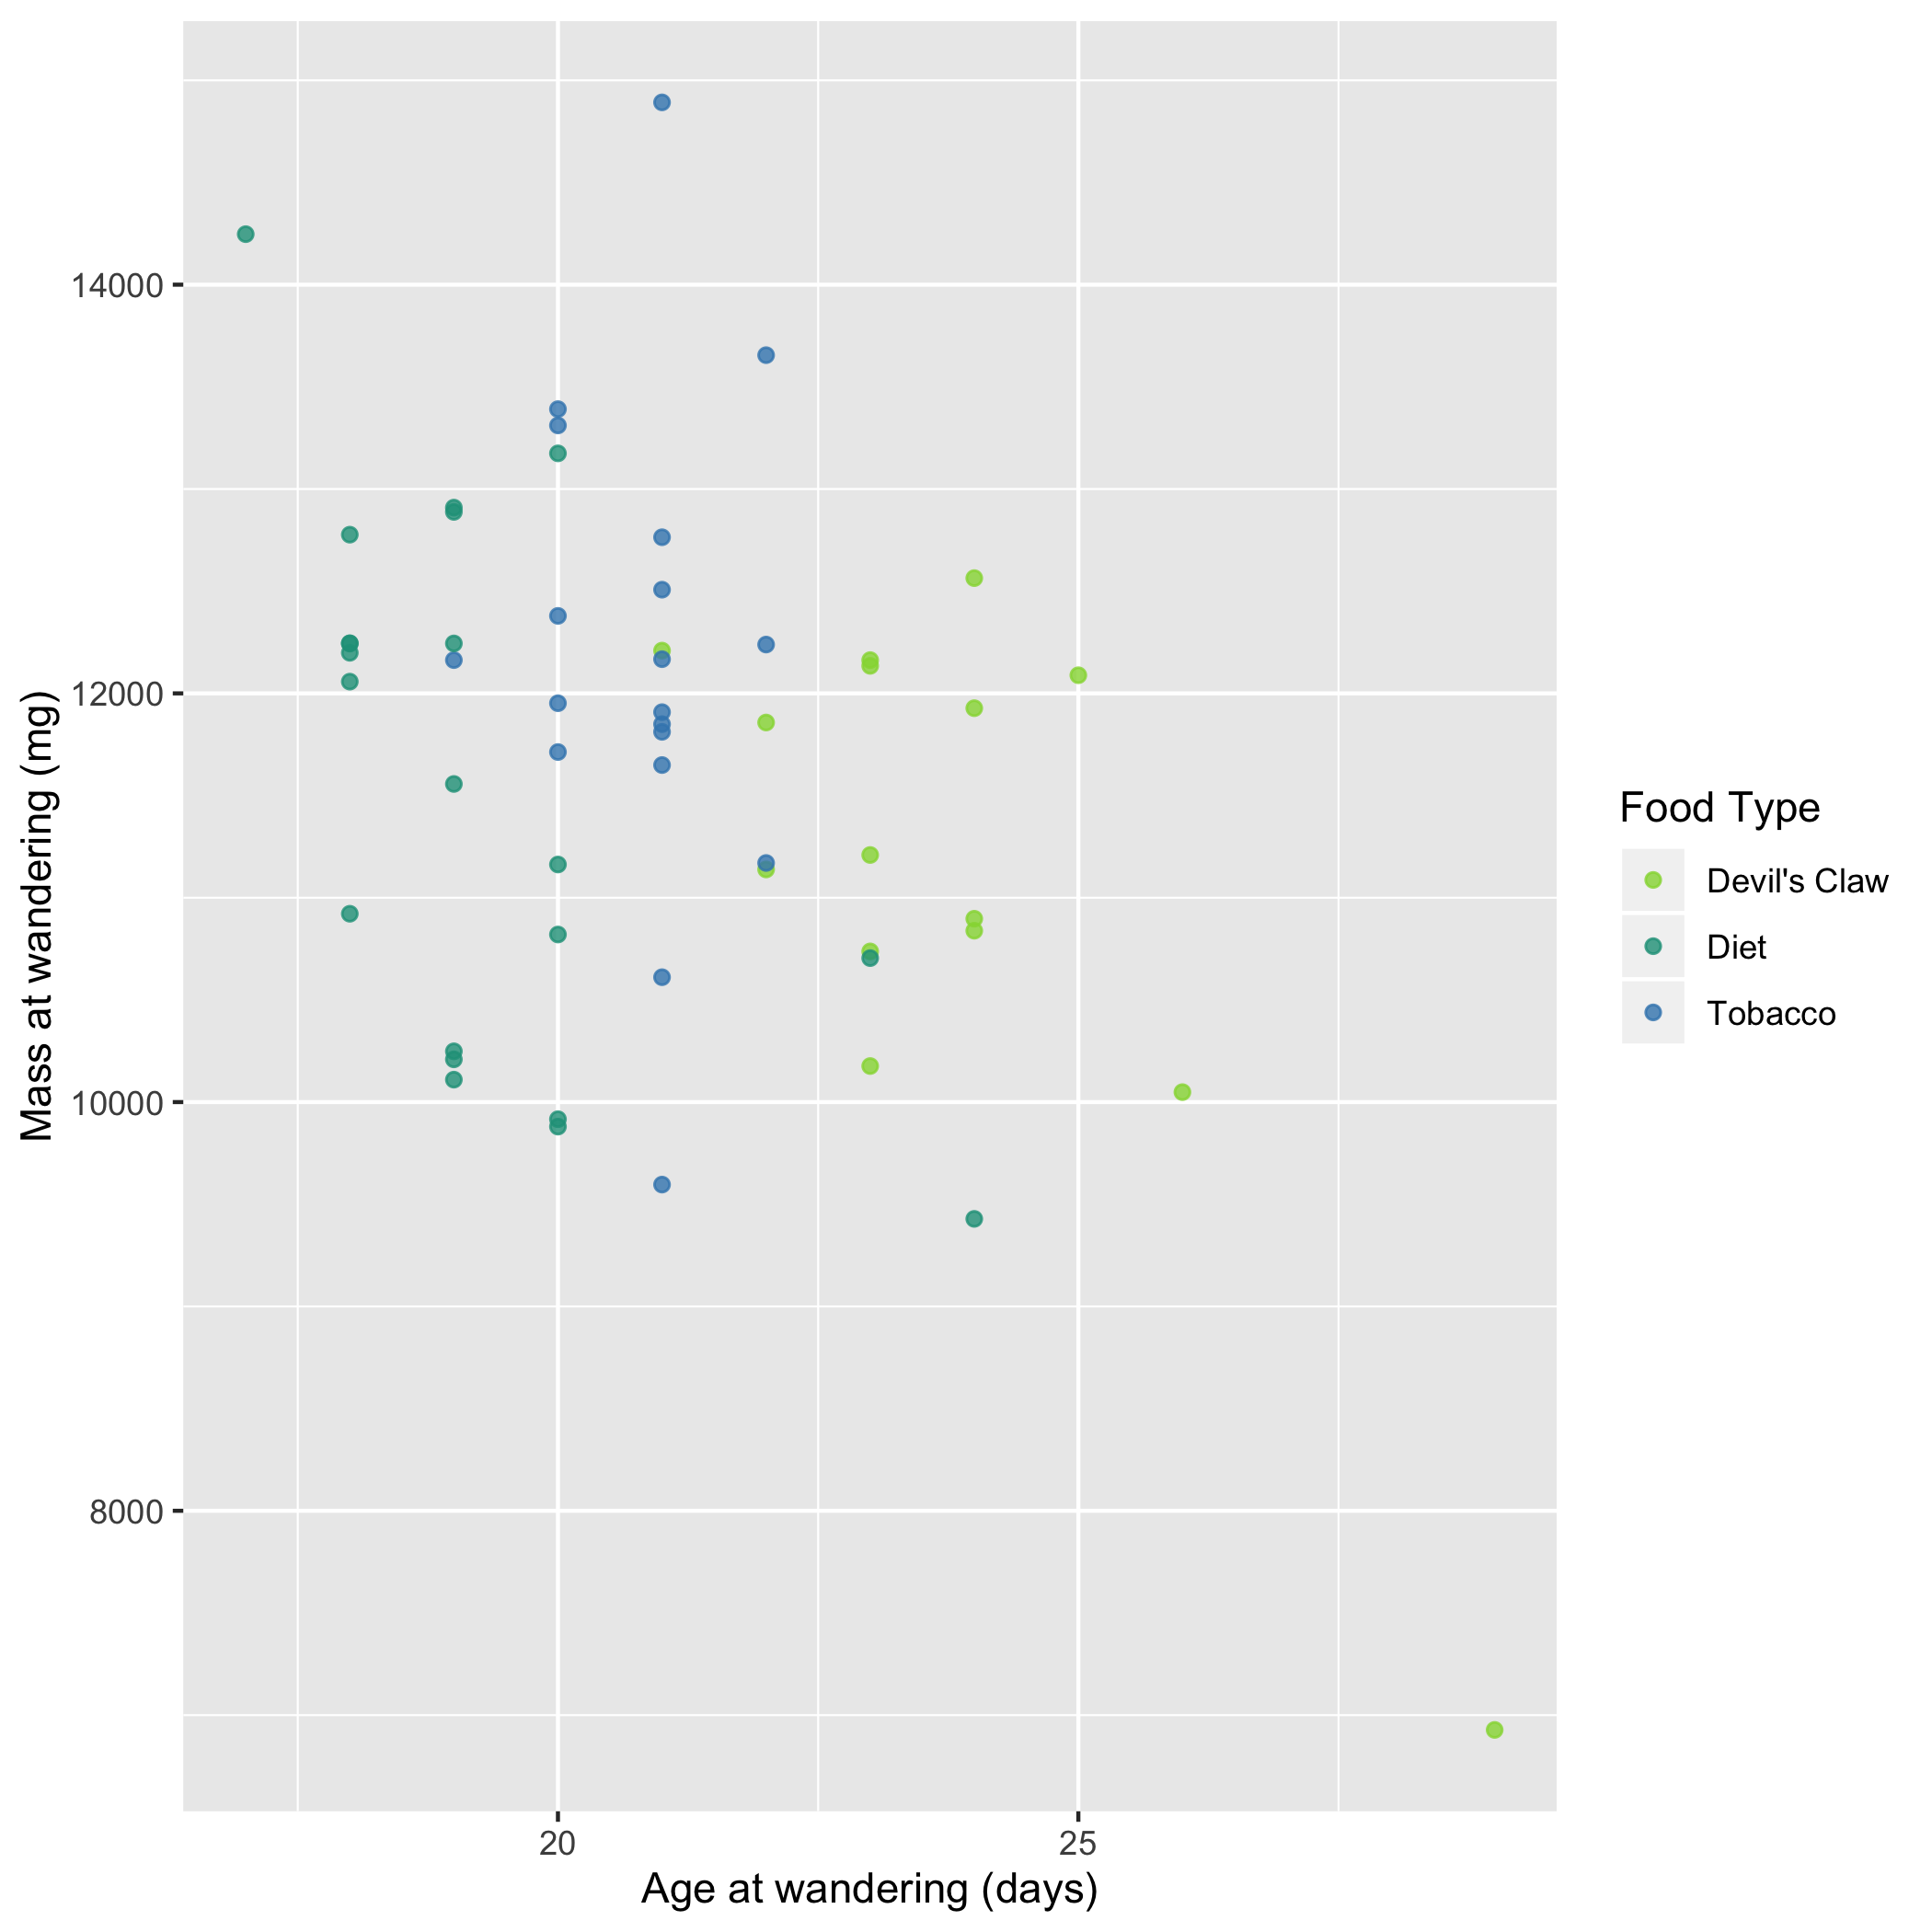 14000
12000
10000
8000
Mass at wandering (mg)
20
25
Age at wandering (days)
Food Type
Devil's Claw
Diet
Tobacco